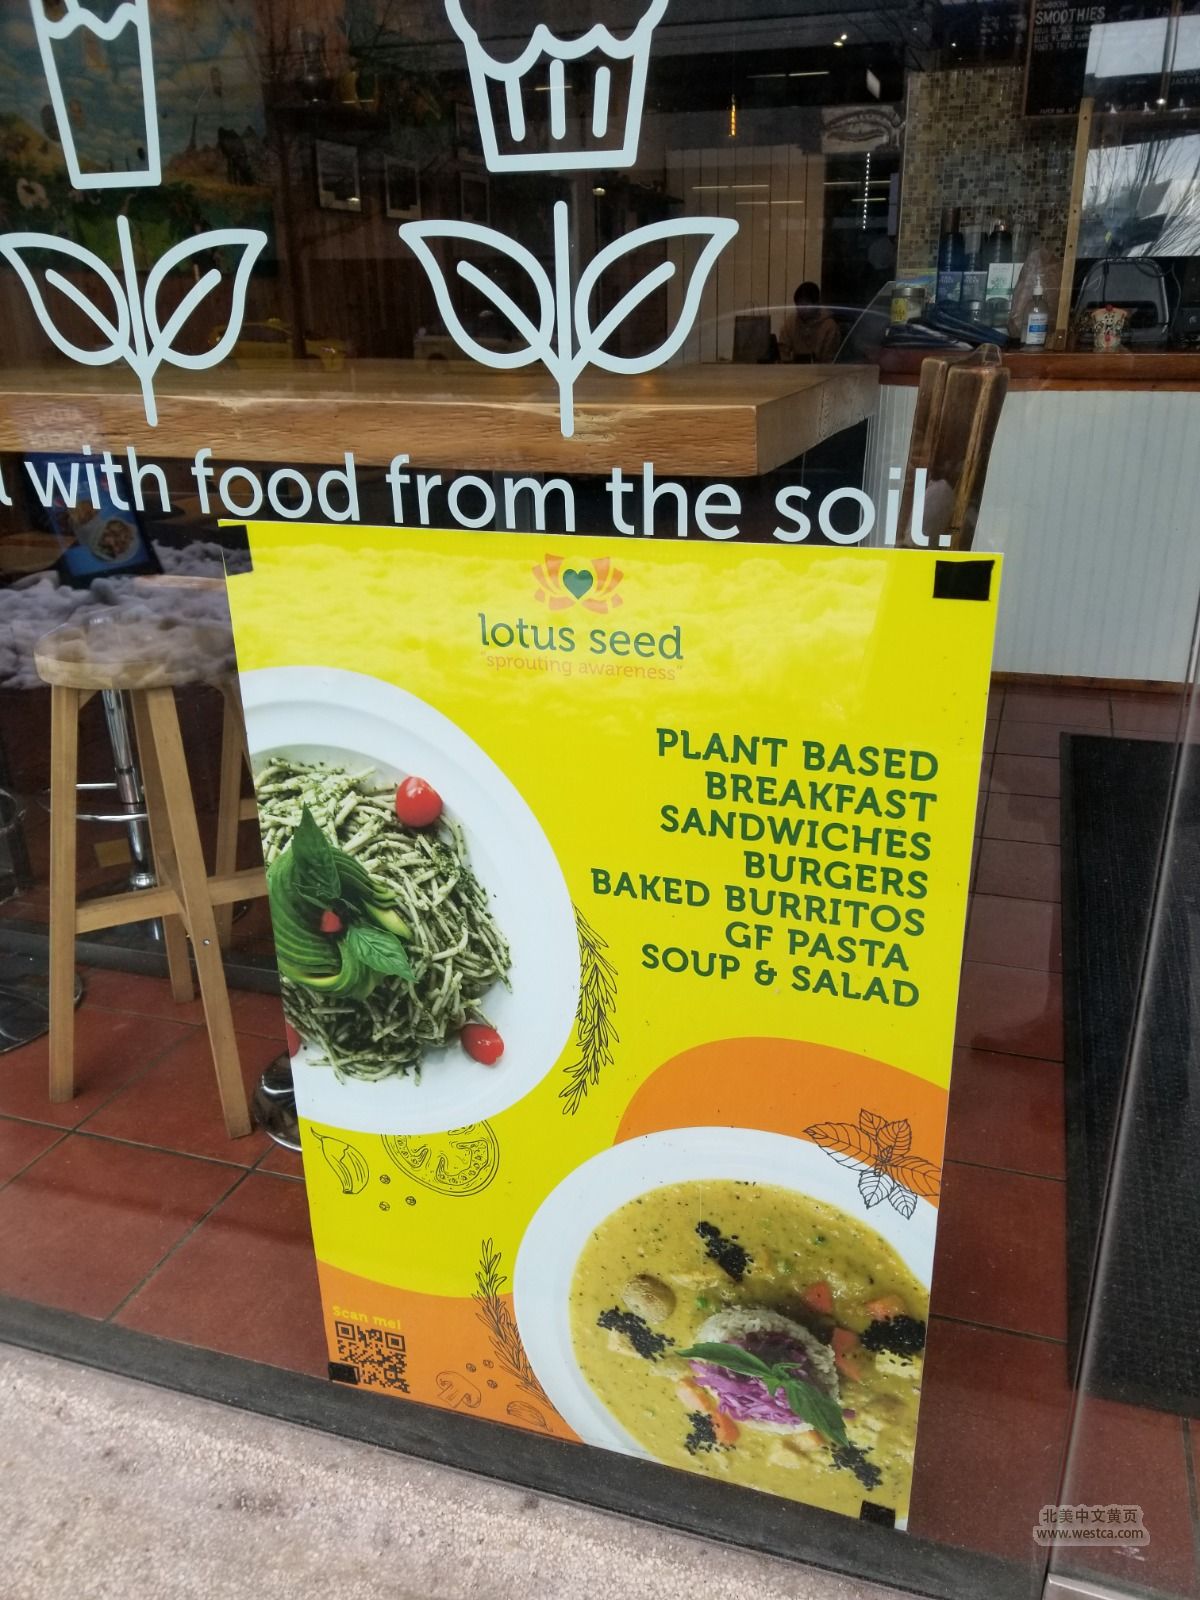 SMOOTHIES
with food from the soil.
lotus seed
"sprouting awareness"
PLANT BASED
BREAKFAST
SANDWICHES
BURGERS
BAKED BURRITOS
GF PASTA
SOUP & SALAD
Scan me!
北美中文黄页
www.westca.com